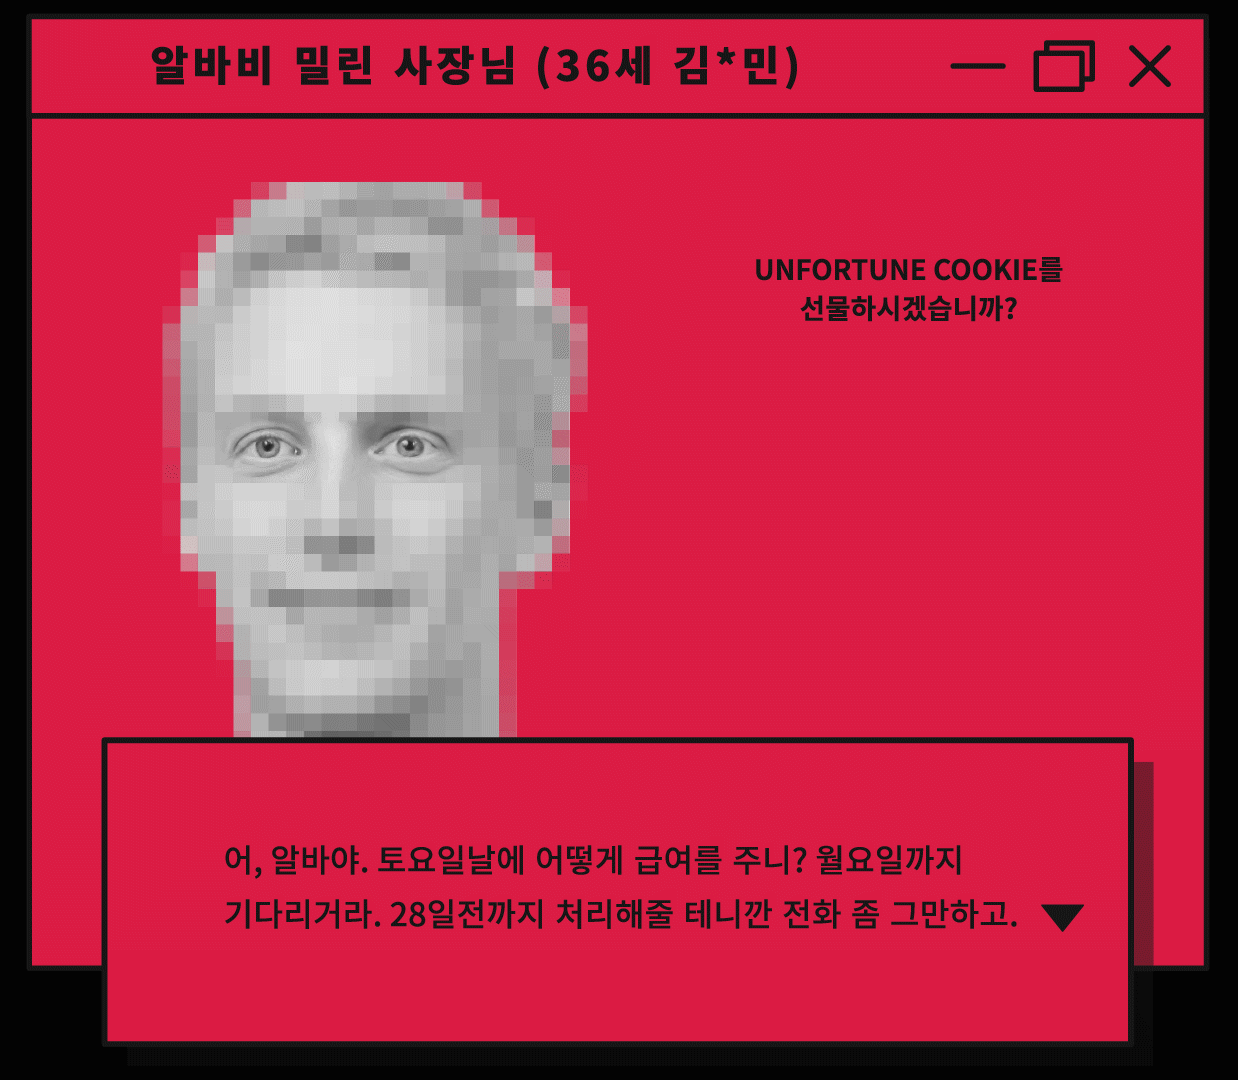 알바비 밀린 사장님 (36세 김*민)
UNFORTUNE COOKIE를
선물하시겠습니까?
어, 알바야. 토요일날에 어떻게 급여를 주니? 월요일까지
기다리거라. 28일전까지 처리해줄 테니깐 전화 좀 그만하고.